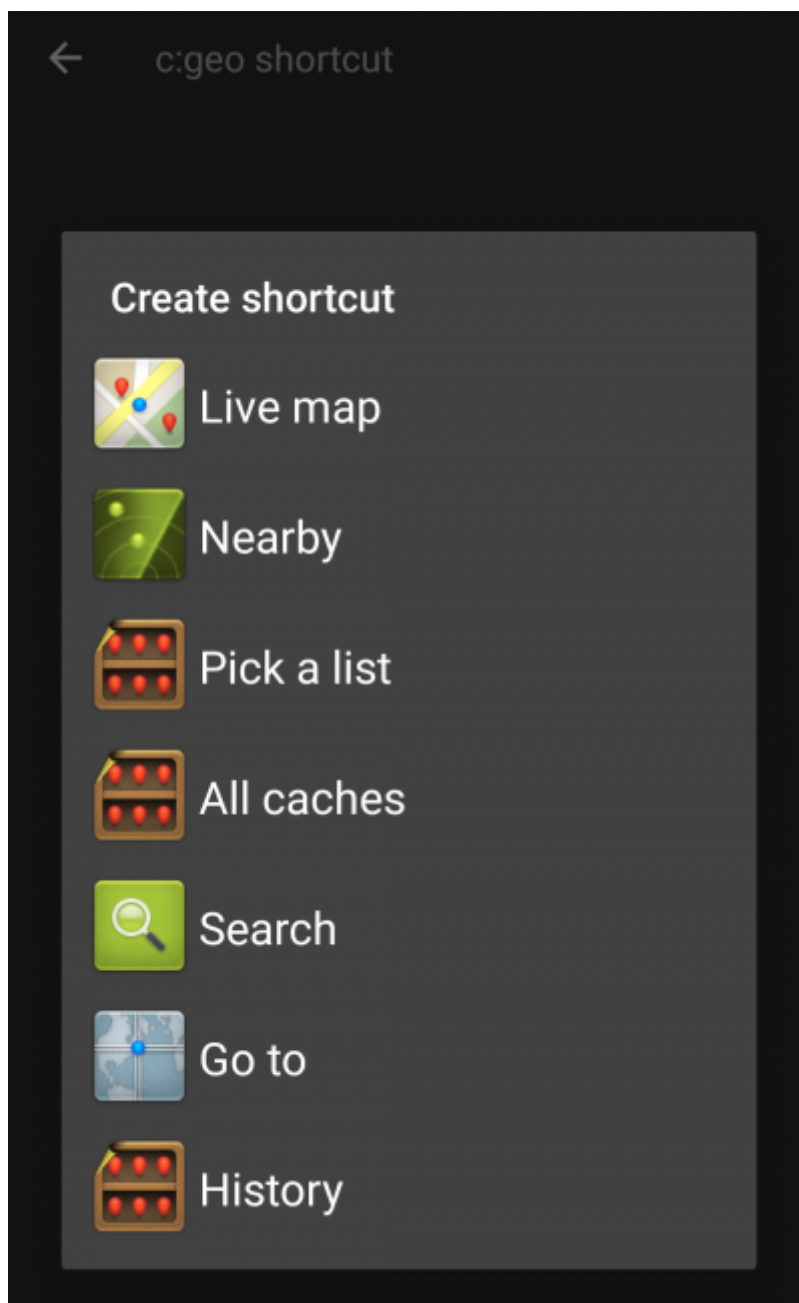 c:geo shortcut
Create shortcut
Live map
Nearby
Pick a list
All caches
Search
Go to
History